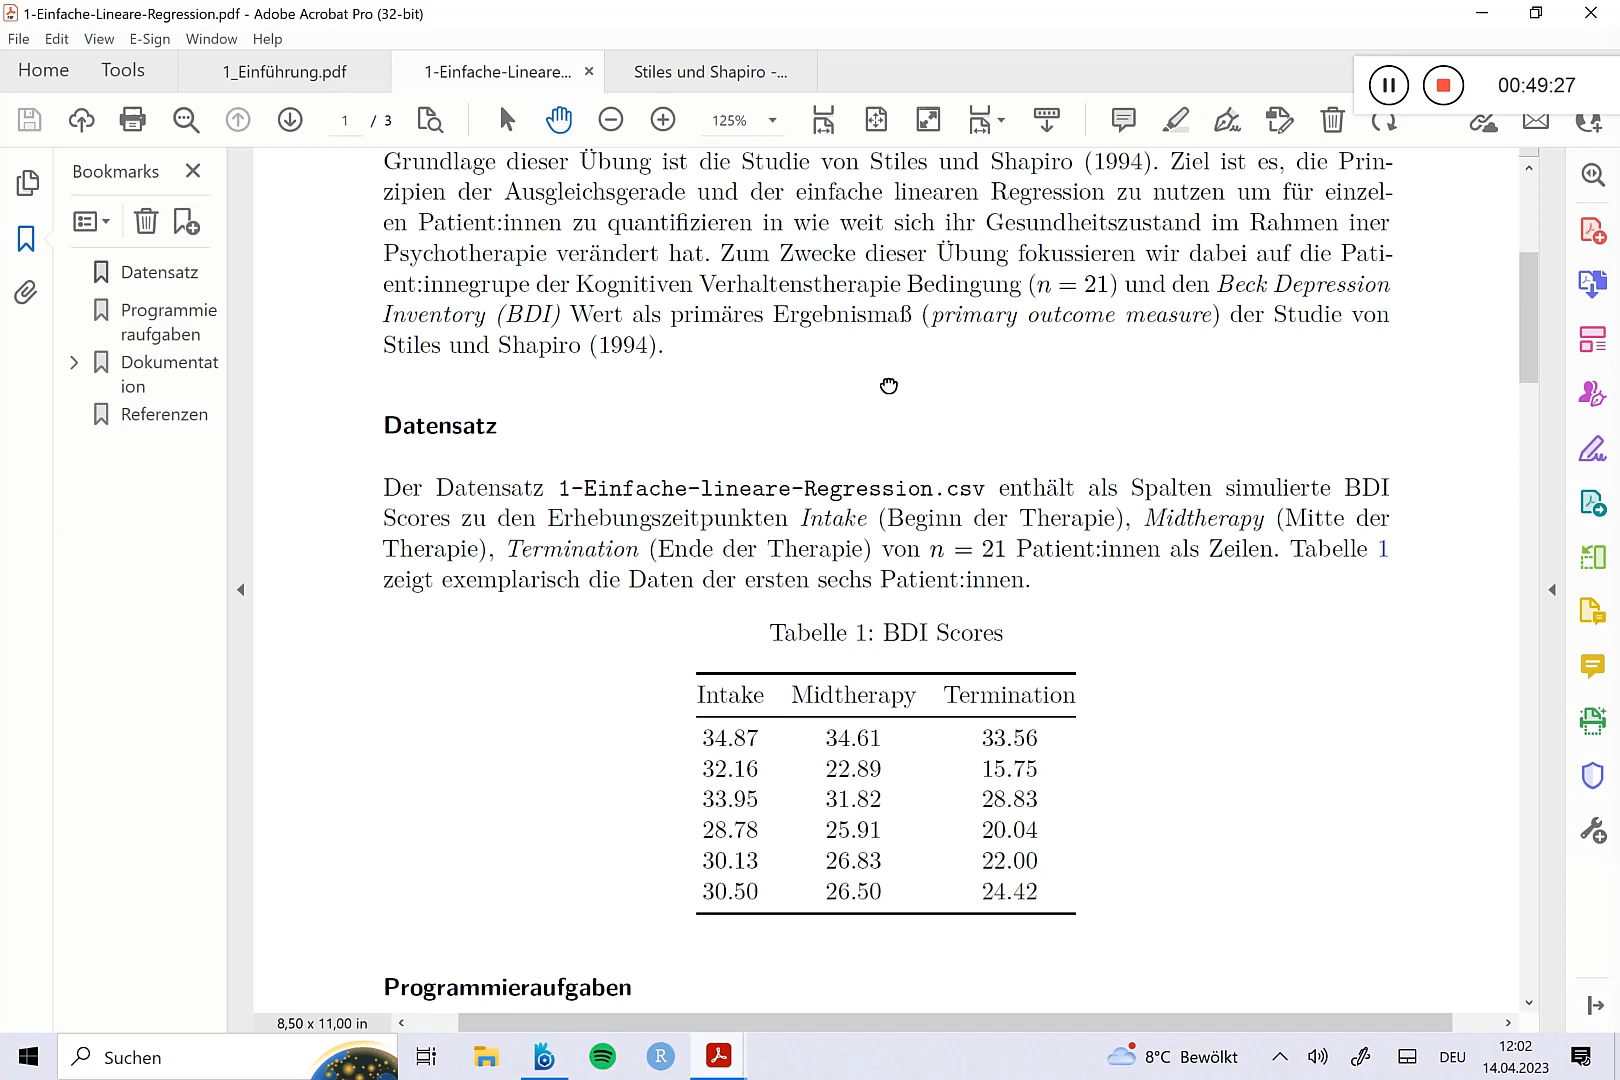 1-Einfache-Lineare-Regression.pdf - Adobe Acrobat Pro (32-bit)
File Edit View E-Sign Window Help
Home Tools 1_Einführung.pdf 1-Einfache-Lineare... × Stiles und Shapiro -...
00:49:27
1 / 3 125%
Bookmarks
Datensatz
Programmie
raufgaben
Dokumentat
ion
Referenzen
Grundlage dieser Übung ist die Studie von Stiles und Shapiro (1994). Ziel ist es, die Prin-
zipien der Ausgleichsgerade und der einfache linearen Regression zu nutzen um für einzel-
en Patient:innen zu quantifizieren in wie weit sich ihr Gesundheitszustand im Rahmen iner
Psychotherapie verändert hat. Zum Zwecke dieser Übung fokussieren wir dabei auf die Pati-
ent:innegrupe der Kognitiven Verhaltenstherapie Bedingung (n = 21) und den Beck Depression
Inventory (BDI) Wert als primäres Ergebnismaß (primary outcome measure) der Studie von
Stiles und Shapiro (1994).
Datensatz
Der Datensatz 1-Einfache-lineare-Regression.csv enthält als Spalten simulierte BDI
Scores zu den Erhebungszeitpunkten Intake (Beginn der Therapie), Midtherapy (Mitte der
Therapie), Termination (Ende der Therapie) von n = 21 Patient:innen als Zeilen. Tabelle 1
zeigt exemplarisch die Daten der ersten sechs Patient:innen.
Tabelle 1: BDI Scores
Intake Midtherapy Termination
34.87 34.61 33.56
32.16 22.89 15.75
33.95 31.82 28.83
28.78 25.91 20.04
30.13 26.83 22.00
30.50 26.50 24.42
Programmieraufgaben
8,50 x 11,00 in
Suchen
8°C Bewölkt
DEU
12:02
14.04.2023